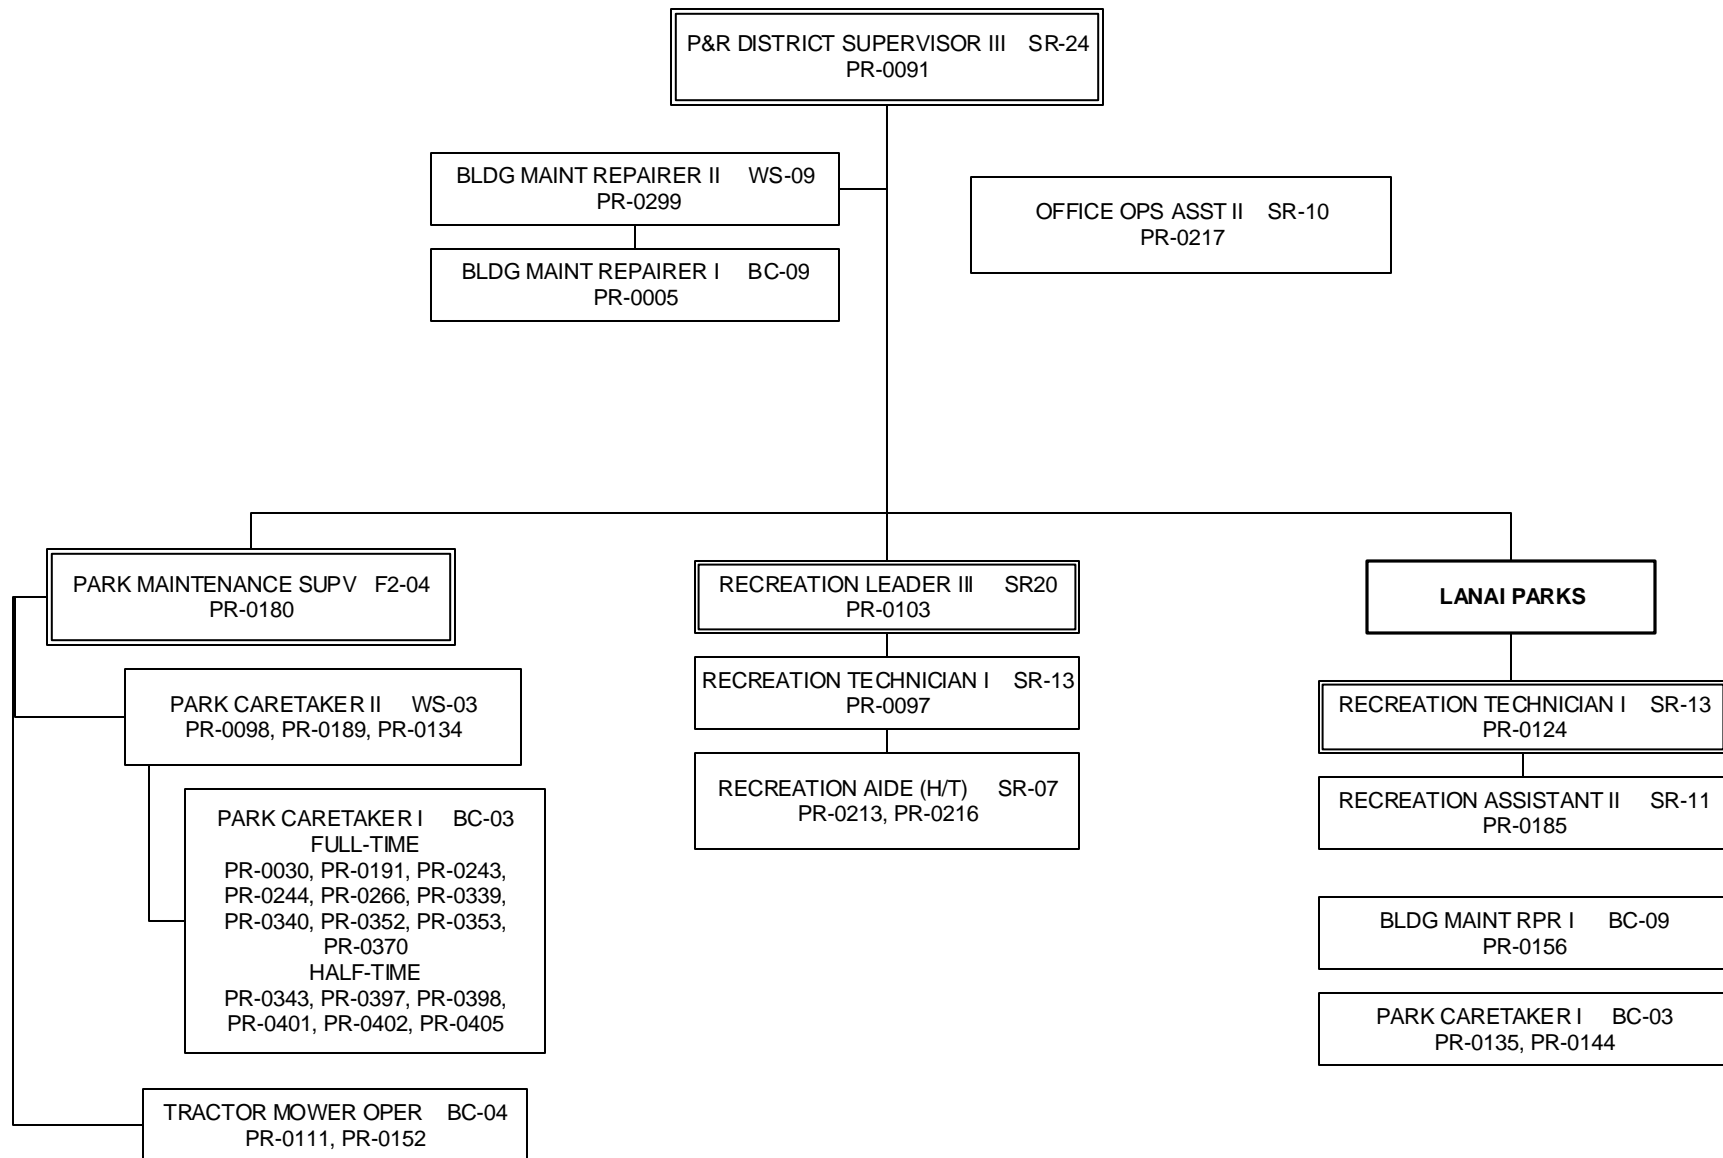 P&R DISTRICT SUPERVISOR III SR-24
PR-0091
BLDG MAINT REPAIRER II WS-09
PR-0299
OFFICE OPS ASST II SR-10
PR-0217
BLDG MAINT REPAIRER I BC-09
PR-0005
PARK MAINTENANCE SUPV F2-04
PR-0180
PARK CARETAKER II WS-03
PR-0098, PR-0189, PR-0134
PARK CARETAKER I BC-03
FULL-TIME
PR-0030, PR-0191, PR-0243,
PR-0244, PR-0266, PR-0339,
PR-0340, PR-0352, PR-0353,
PR-0370
HALF-TIME
PR-0343, PR-0397, PR-0398,
PR-0401, PR-0402, PR-0405
TRACTOR MOWER OPER BC-04
PR-0111, PR-0152
RECREATION LEADER III SR20
PR-0103
RECREATION TECHNICIAN I SR-13
PR-0097
RECREATION AIDE (H/T) SR-07
PR-0213, PR-0216
LANAI PARKS
RECREATION TECHNICIAN I SR-13
PR-0124
RECREATION ASSISTANT II SR-11
PR-0185
BLDG MAINT RPR I BC-09
PR-0156
PARK CARETAKER I BC-03
PR-0135, PR-0144